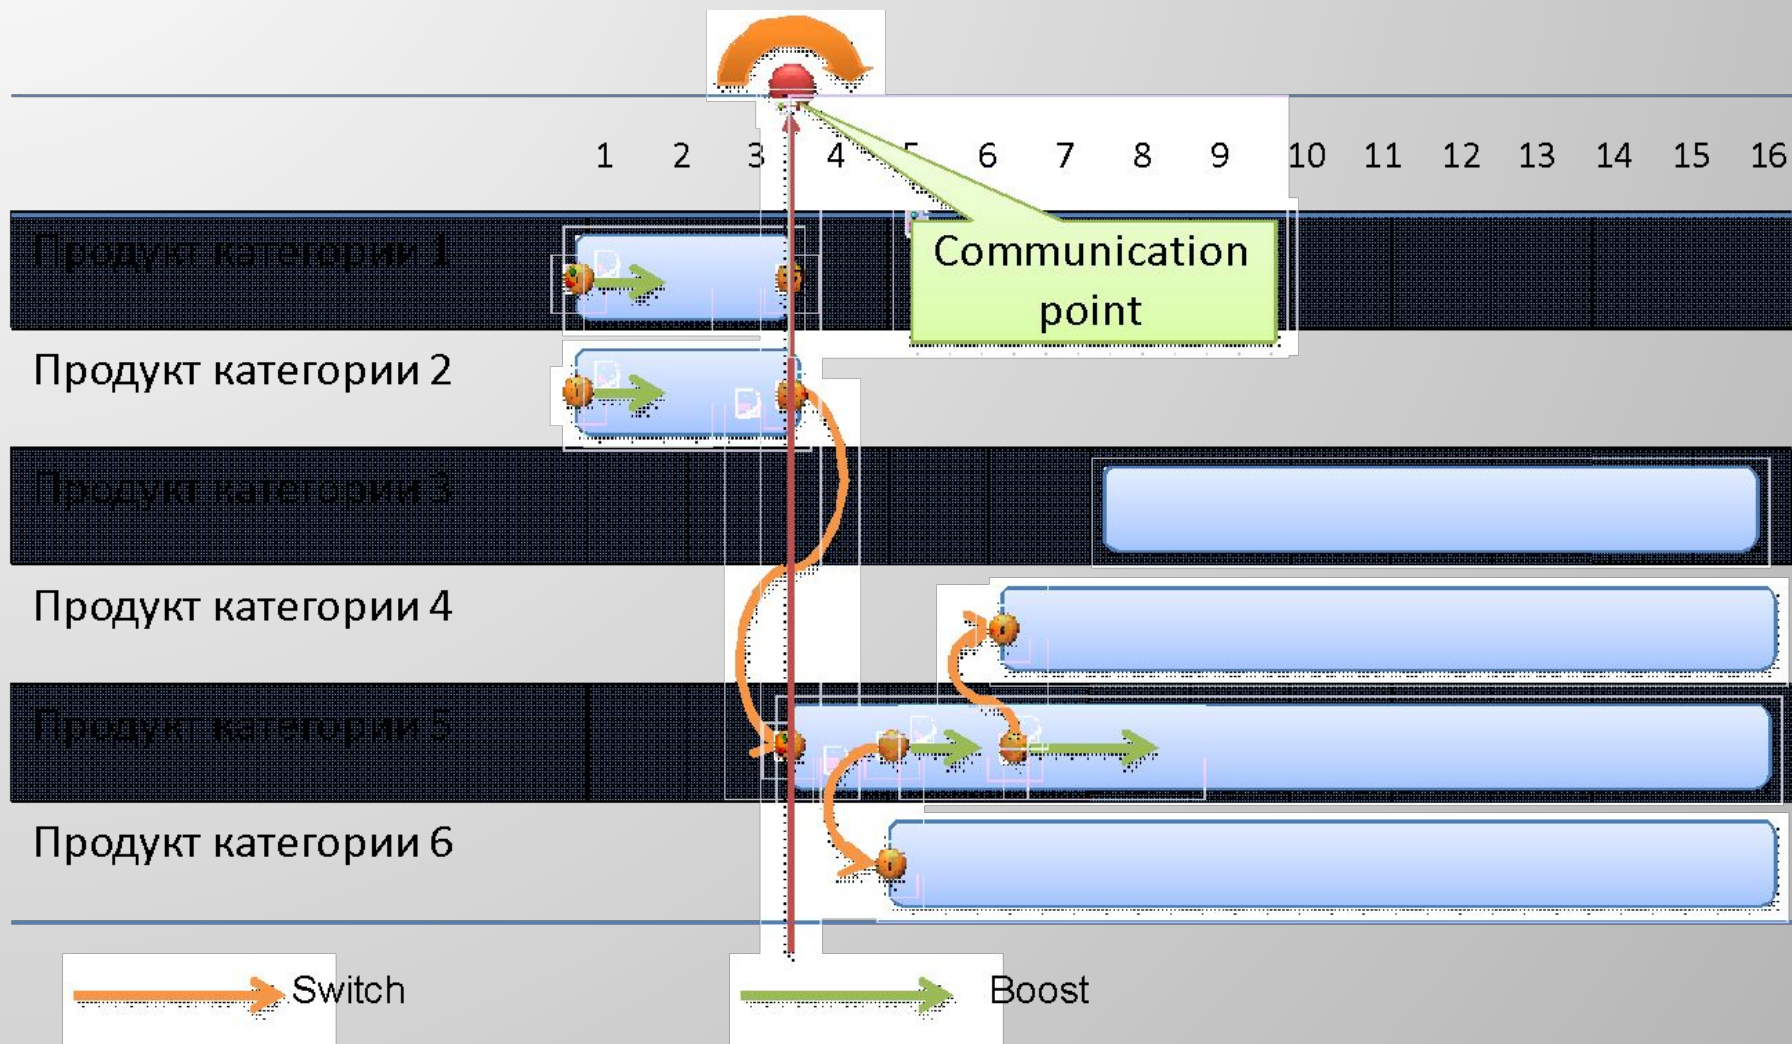 1 2 3 4 5 6 7 8 9 10 11 12 13 14 15 16
Продукт категории 1
Communication
point
Продукт категории 2
Продукт категории 3
Продукт категории 4
Продукт категории 5
Продукт категории 6
Switch
Boost